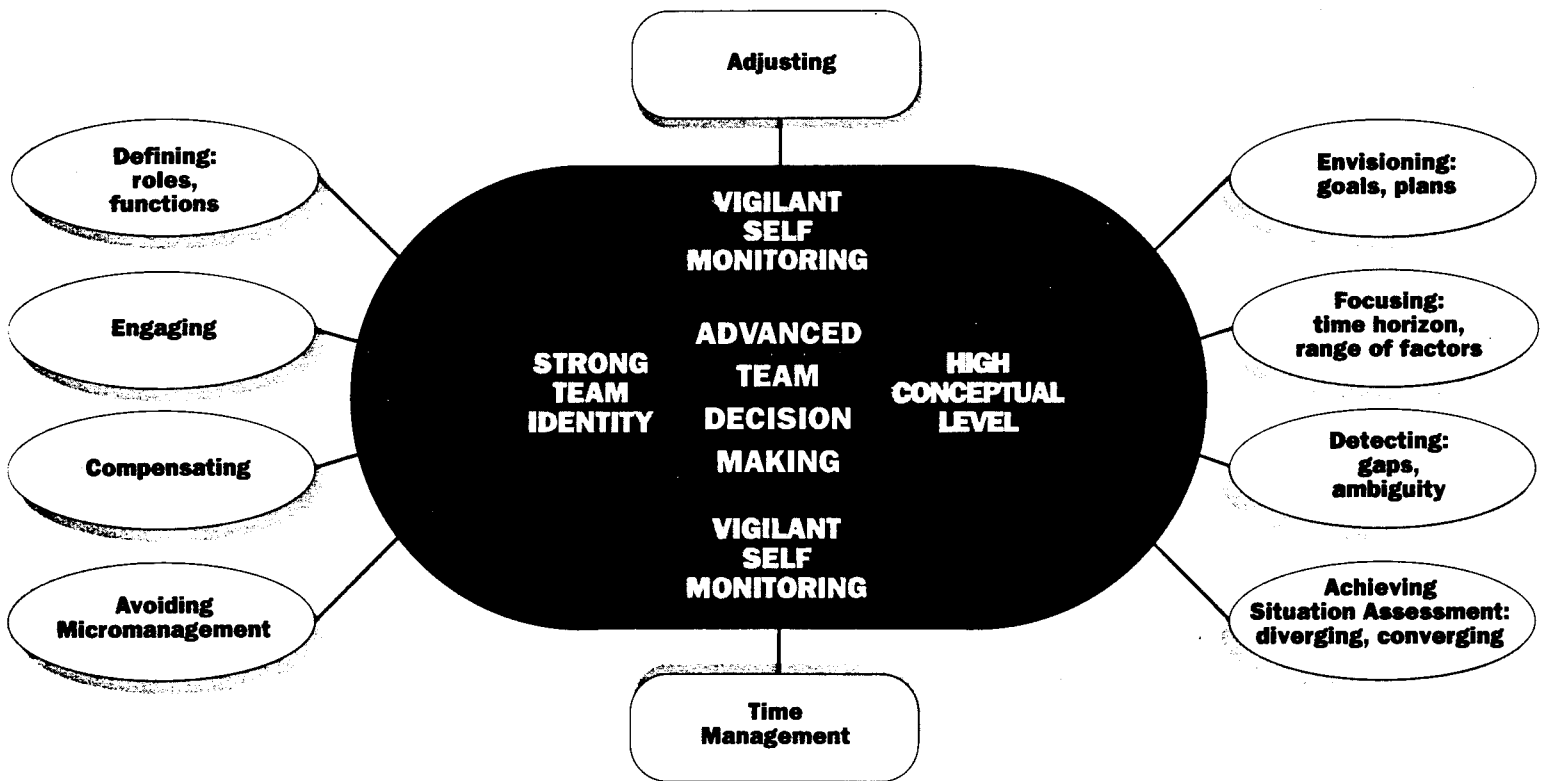 Adjusting
Defining:
roles,
functions
Engaging
Compensating
Avoiding
Micromanagement
VIGILANT
SELF
MONITORING
STRONG
TEAM
IDENTITY
ADVANCED
TEAM
DECISION
MAKING
HIGH
CONCEPTUAL
LEVEL
VIGILANT
SELF
MONITORING
Envisioning:
goals, plans
Focusing:
time horizon,
range of factors
Detecting:
gaps,
ambiguity
Achieving
Situation Assessment:
diverging, converging
Time
Management